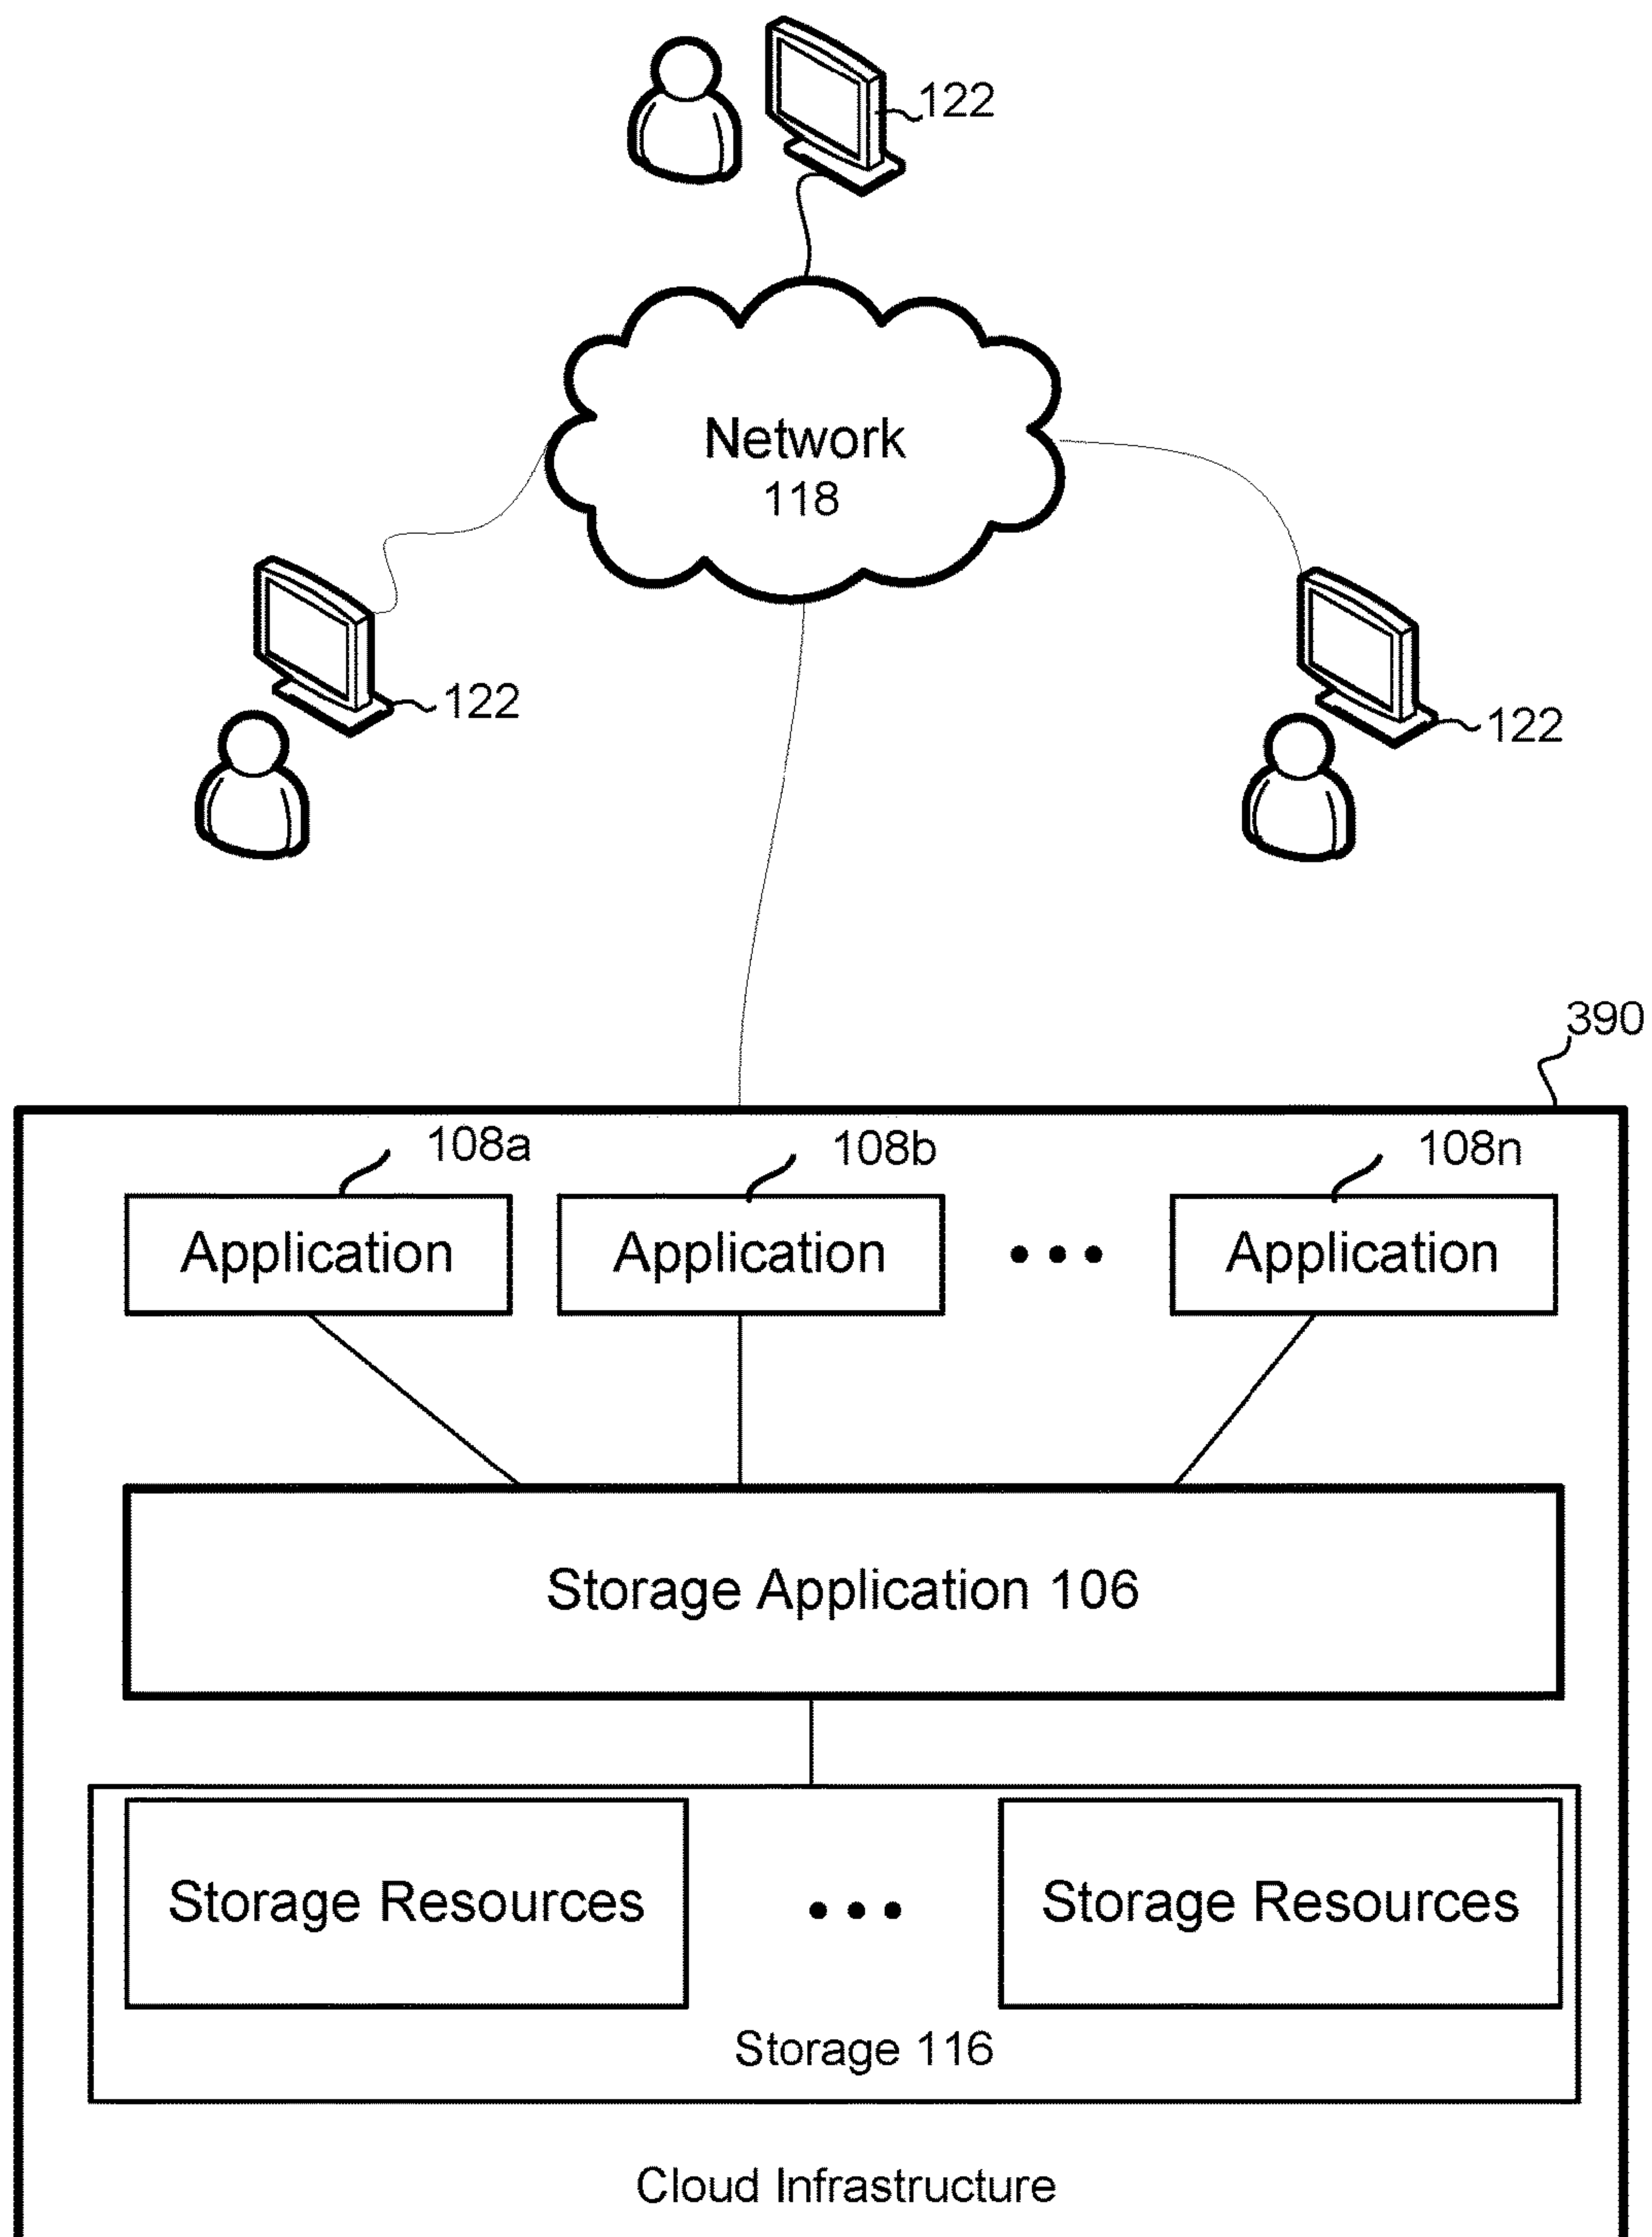 122
Network
118
122
122
390
108a
108b
108n
Application
Application
Application
Storage Application 106
Storage Resources
Storage Resources
Storage 116
Cloud Infrastructure